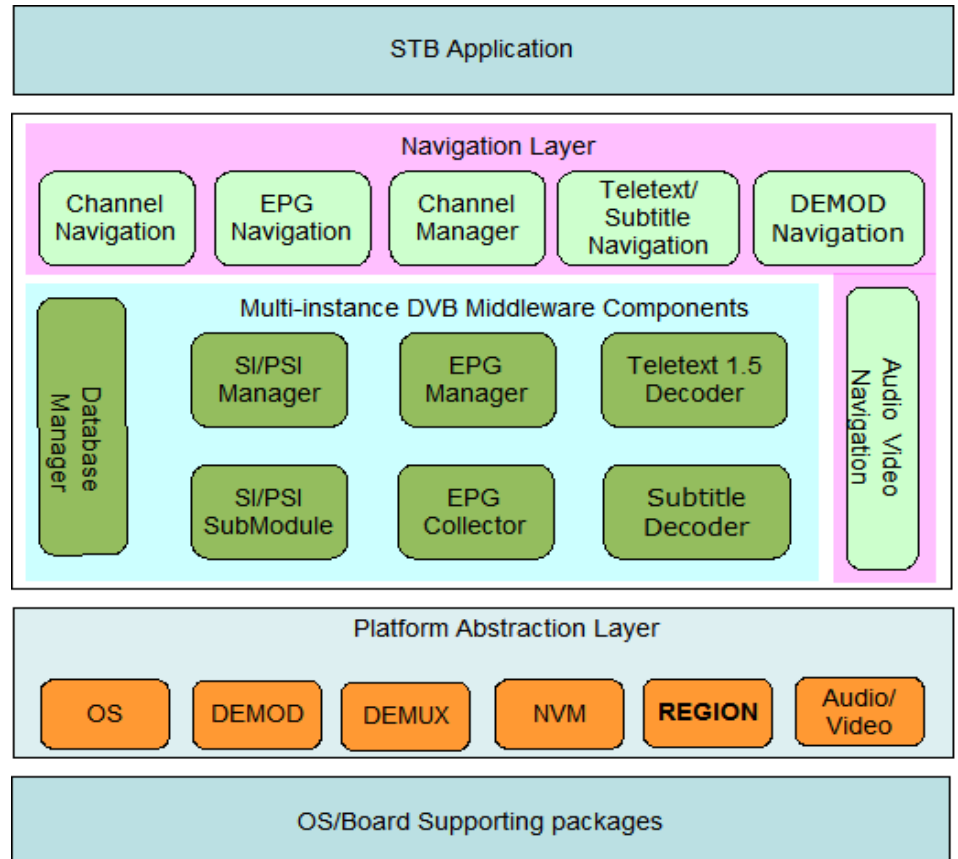 STB Application
Navigation Layer
Channel
Navigation
EPG
Navigation
Channel
Manager
Teletext/
Subtitle
Navigation
DEMOD
Navigation
Multi-instance DVB Middleware Components
Database
Manager
SI/PSI
Manager
EPG
Manager
Teletext 1.5
Decoder
SI/PSI
SubModule
EPG
Collector
Subtitle
Decoder
Audio Video
Navigation
Platform Abstraction Layer
OS
DEMOD
DEMUX
NVM
REGION
Audio/
Video
OS/Board Supporting packages